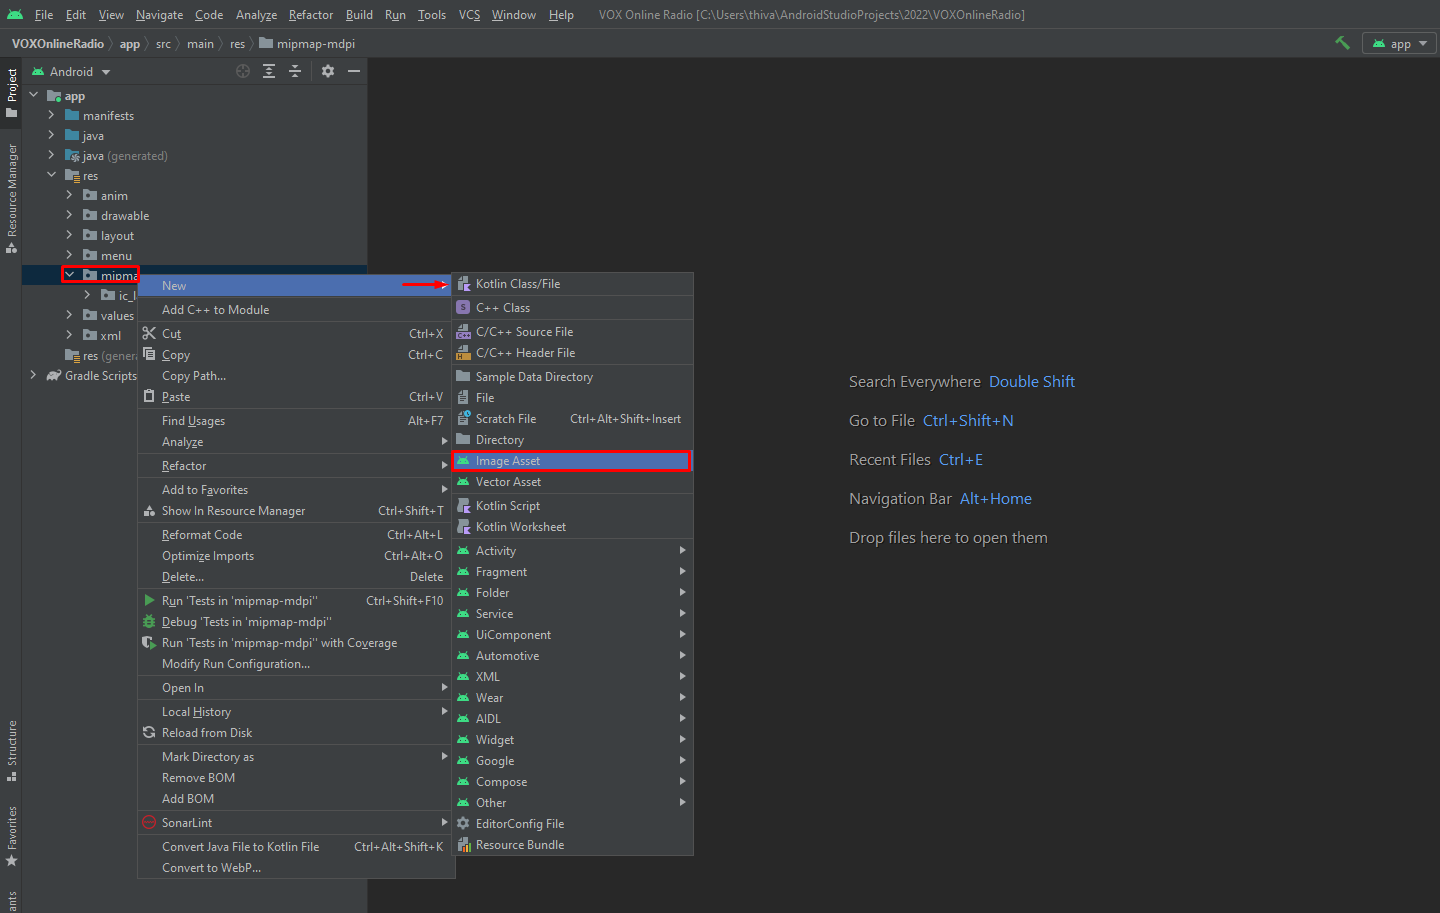 File Edit View Navigate Code Analyze Refactor Build Run Tools VCS Window Help VOX Online Radio [C:\Users\thiva\AndroidStudioProjects\2022\VOXOnlineRadio]
VOXOnlineRadio app src main res mipmap-mdpi
app
Project
Resource Manager
Structure
Favorites
Android
app
manifests
java
java (generated)
res
anim
drawable
layout
menu
values
xml
res
Gradle Scripts
New
Add C++ to Module
Cut Ctrl+X
Copy Ctrl+C
Copy Path...
Paste Ctrl+V
Find Usages Alt+F7
Analyze
Refactor
Add to Favorites
Show In Resource Manager Ctrl+Shift+T
Reformat Code Ctrl+Alt+L
Optimize Imports Ctrl+Alt+O
Delete... Delete
Run 'Tests in 'mipmap-mdpi'' Ctrl+Shift+F10
Debug 'Tests in 'mipmap-mdpi''
Run 'Tests in 'mipmap-mdpi'' with Coverage
Modify Run Configuration...
Open In
Local History
Reload from Disk
Mark Directory as
Remove BOM
Add BOM
SonarLint
Convert Java File to Kotlin File Ctrl+Alt+Shift+K
Convert to WebP...
Kotlin Class/File
S C++ Class
C/C++ Source File
C/C++ Header File
Sample Data Directory
File
Scratch File Ctrl+Alt+Shift+Insert
Directory
Image Asset
Vector Asset
Kotlin Script
Kotlin Worksheet
Activity
Fragment
Folder
Service
UiComponent
Automotive
XML
Wear
AIDL
Widget
Google
Compose
Other
EditorConfig File
Resource Bundle
Search Everywhere Double Shift
Go to File Ctrl+Shift+N
Recent Files Ctrl+E
Navigation Bar Alt+Home
Drop files here to open them